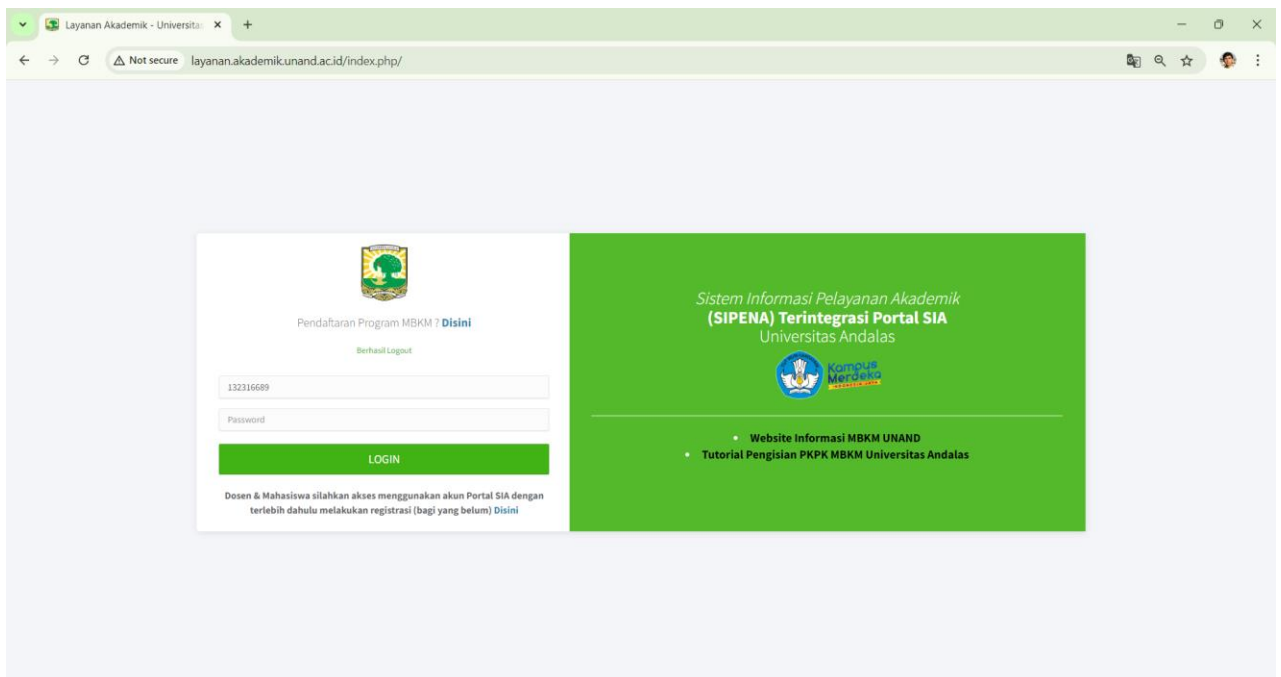 Layanan Akademik - Universita
Not secure
layanan.akademik.unand.ac.id/index.php/
Pendaftaran Program MBKM ? Disini
Berhasil Logout
132316689
Password
LOGIN
Dosen & Mahasiswa silahkan akses menggunakan akun Portal SIA dengan
terlebih dahulu melakukan registrasi (bagi yang belum) Disini
Sistem Informasi Pelayanan Akademik
(SIPENA) Terintegrasi Portal SIA
Universitas Andalas
Kampus
Merdeka
INDONESIA JAYA
Website Informasi MBKM UNAND
Tutorial Pengisian PKPK MBKM Universitas Andalas